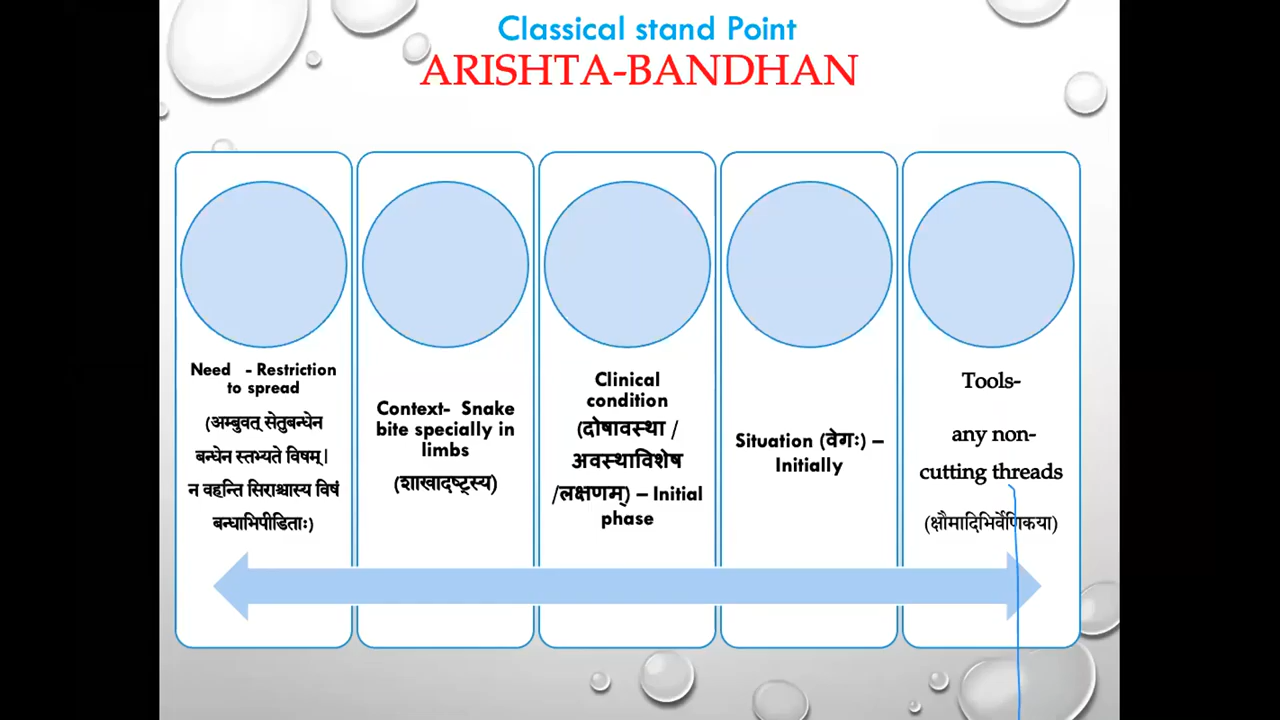 Classical stand Point
ARISHTA-BANDHAN
Need - Restriction
to spread
(अम्बुवत् सेतुबन्धेन
बन्धेन स्तभ्यते विषम्।
न वहन्ति सिराश्चास्य विषं
बन्धाभिपीडिताः)
Context- Snake
bite specially in
limbs
(शाखादष्ट्स्य)
Clinical
condition
(दोषावस्था /
अवस्थाविशेष
/लक्षणम्) – Initial
phase
Situation (वेगः) –
Initially
Tools-
any non-
cutting threads
(क्षौमादिभिर्वेणिकया)